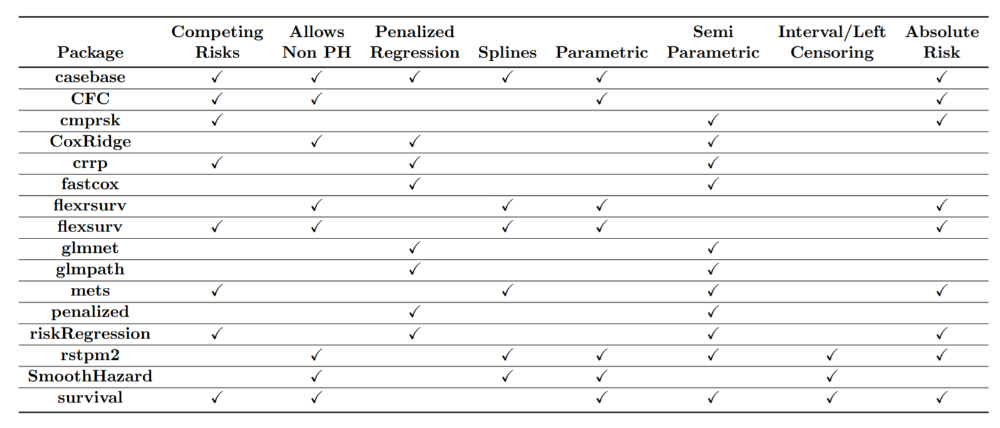 Competing Allows Penalized Semi Interval/Left Absolute
Package Risks Non PH Regression Splines Parametric Parametric Censoring Risk
casebase ✓ ✓ ✓ ✓ ✓ ✓
CFC ✓ ✓ ✓ ✓
cmprsk ✓ ✓ ✓
CoxRidge ✓ ✓ ✓
crrp ✓ ✓ ✓
fastcox ✓ ✓
flexrsurv ✓ ✓ ✓ ✓
flexsurv ✓ ✓ ✓ ✓ ✓
glmnet ✓ ✓
glmpath ✓ ✓
mets ✓ ✓ ✓ ✓
penalized ✓ ✓
riskRegression ✓ ✓ ✓ ✓
rstpm2 ✓ ✓ ✓ ✓ ✓ ✓
SmoothHazard ✓ ✓ ✓ ✓
survival ✓ ✓ ✓ ✓ ✓ ✓